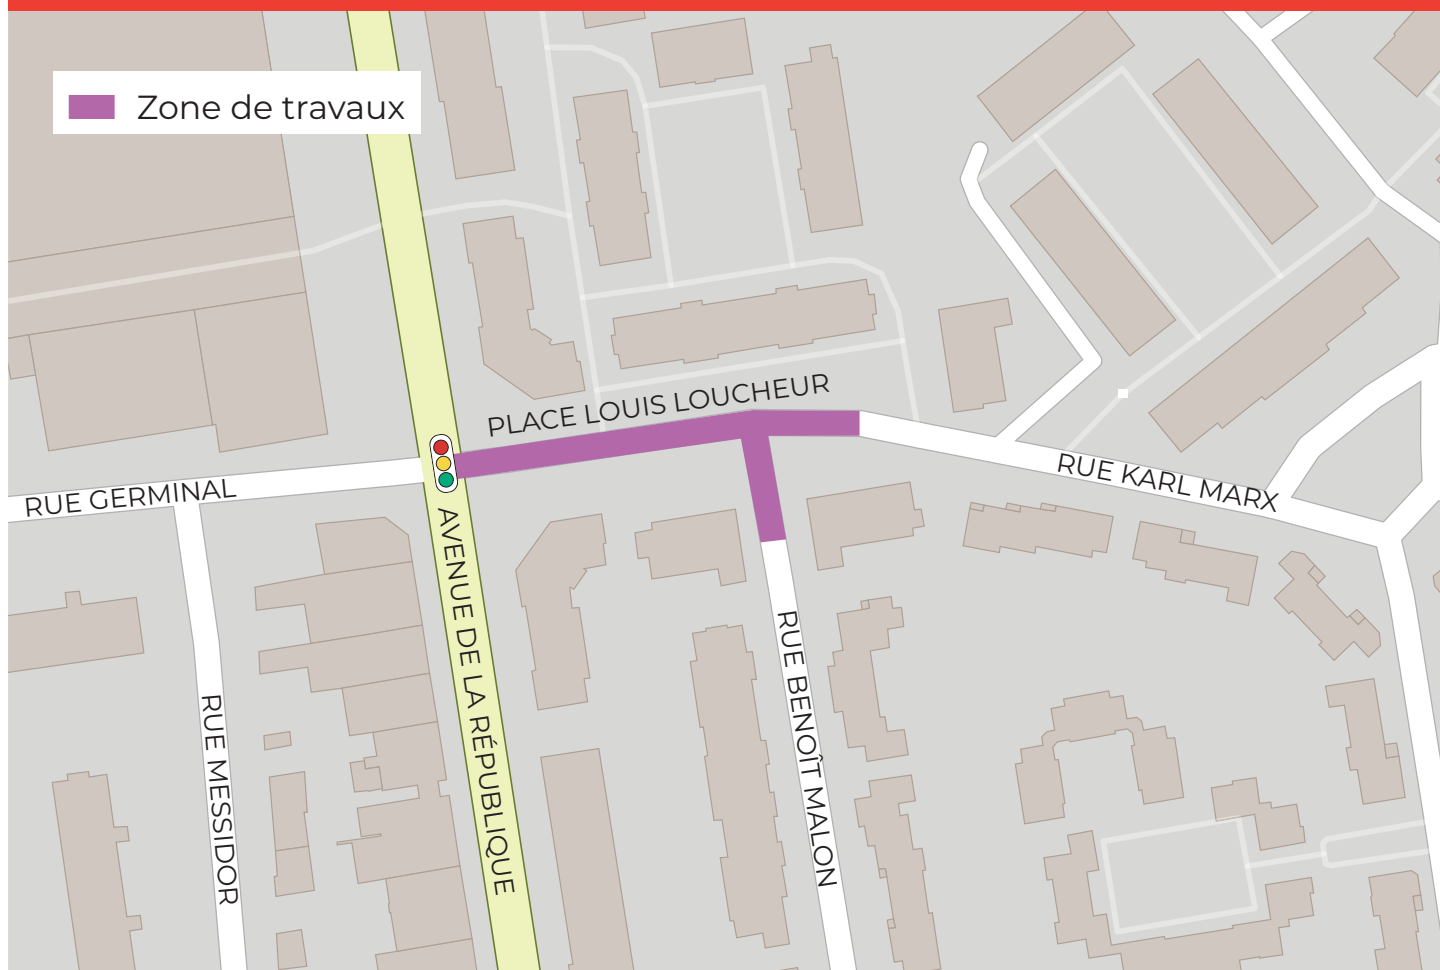 Zone de travaux
PLACE LOUIS LOUCHEUR
RUE GERMINAL
RUE KARL MARX
AVENUE DE LA RÉPUBLIQUE
RUE BENOÎT MALON
RUE MESSIDOR